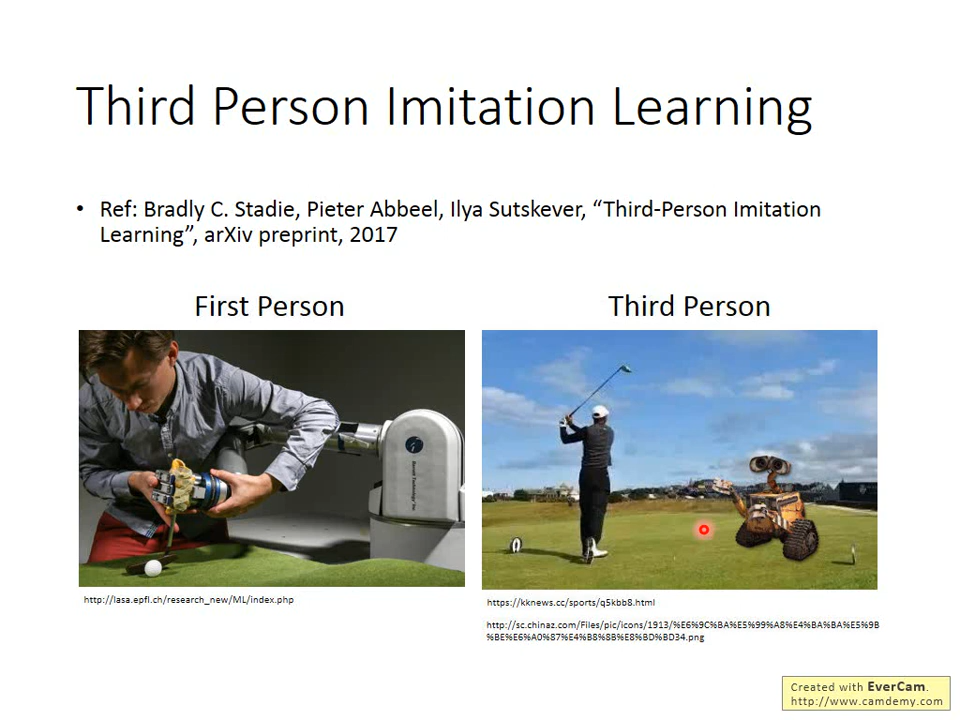 Third Person Imitation Learning
• Ref: Bradly C. Stadie, Pieter Abbeel, Ilya Sutskever, “Third-Person Imitation
Learning”, arXiv preprint, 2017
First Person
Third Person
http://lasa.epfl.ch/research_new/ML/index.php
https://kknews.cc/sports/q5kbb8.html
http://sc.chinaz.com/Files/pic/icons/1913/%E6%9C%BA%E5%99%A8%E4%BA%BA%E5%9B
%BE%E6%A0%87%E4%B8%8B%E8%BD%BD34.png
Created with EverCam.
http://www.camdemy.com